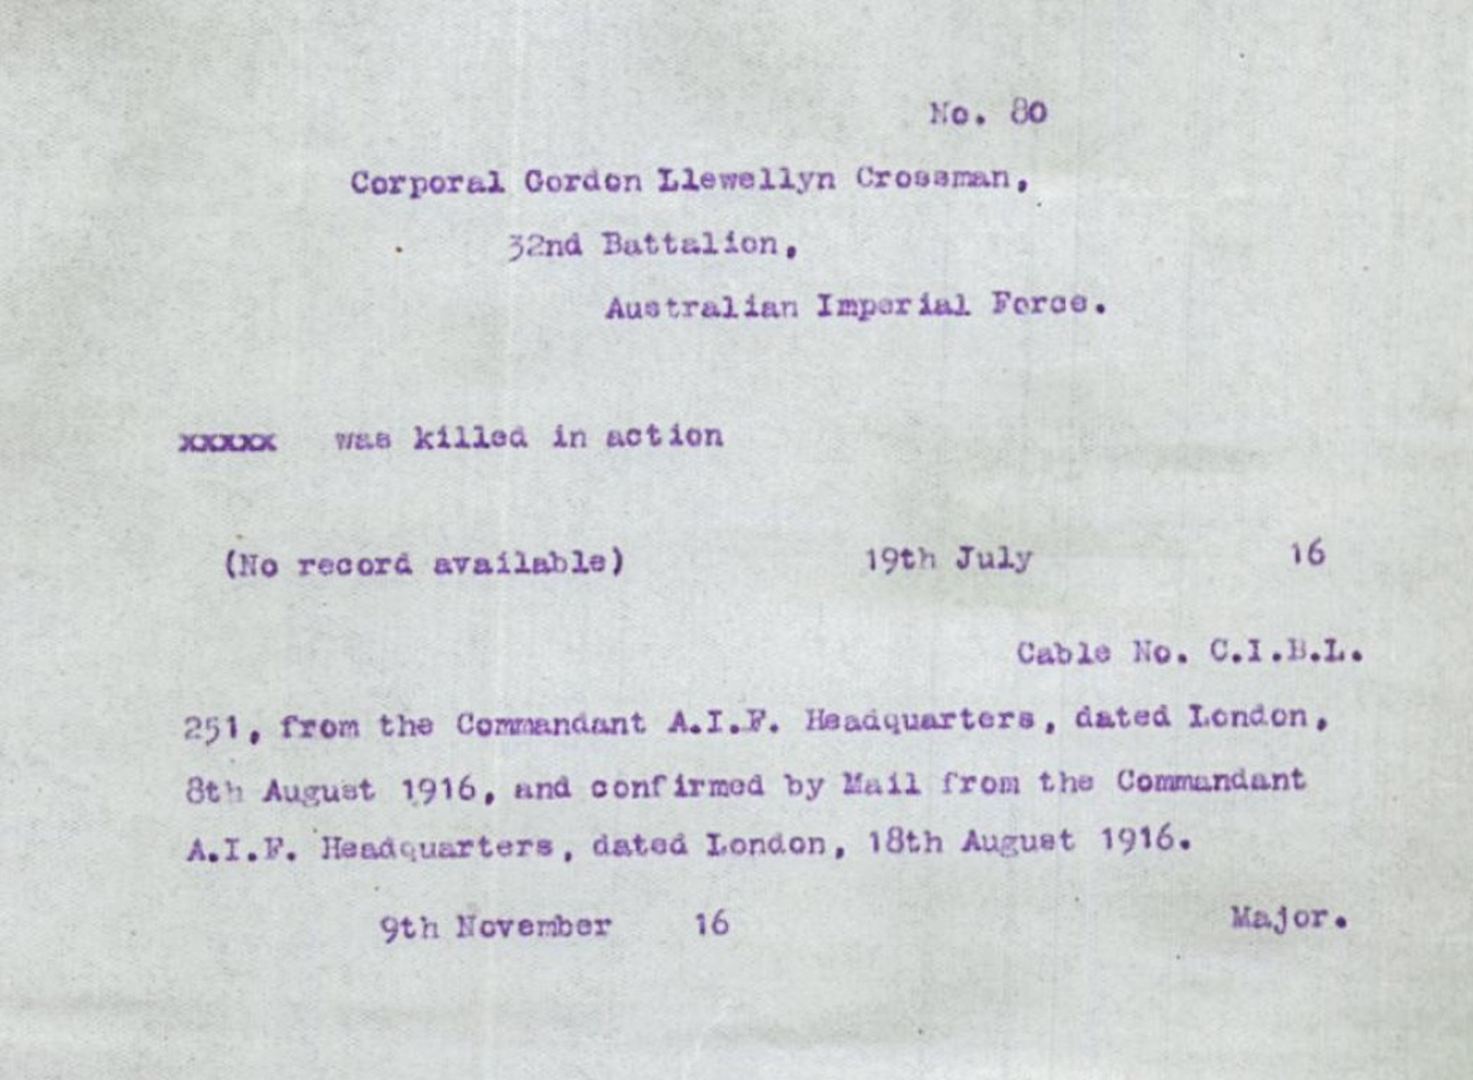 No. 80
Corporal Gordon Llewellyn Crossman,
32nd Battalion,
Australian Imperial Force.
xxxxx was killed in action
(No record available) 19th July 16
Cable No. C.I.B.L.
251, from the Commandant A.I.F. Headquarters, dated London,
8th August 1916, and confirmed by Mail from the Commandant
A.I.F. Headquarters, dated London, 18th August 1916.
9th November 16 Major.